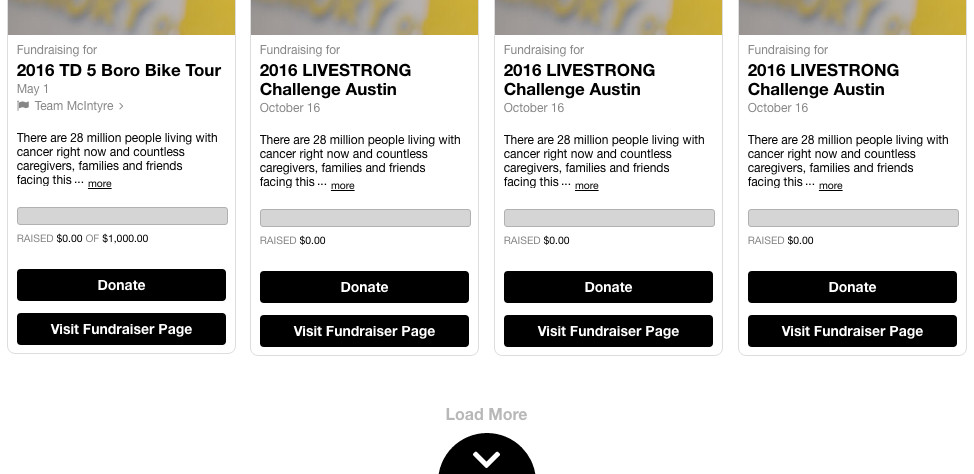 Fundraising for
2016 TD 5 Boro Bike Tour
May 1
Team McIntyre >
There are 28 million people living with
cancer right now and countless
caregivers, families and friends
facing this ... more
RAISED $0.00 OF $1,000.00
Donate
Visit Fundraiser Page
Fundraising for
2016 LIVESTRONG
Challenge Austin
October 16
There are 28 million people living with
cancer right now and countless
caregivers, families and friends
facing this ... more
RAISED $0.00
Donate
Visit Fundraiser Page
Fundraising for
2016 LIVESTRONG
Challenge Austin
October 16
There are 28 million people living with
cancer right now and countless
caregivers, families and friends
facing this ... more
RAISED $0.00
Donate
Visit Fundraiser Page
Fundraising for
2016 LIVESTRONG
Challenge Austin
October 16
There are 28 million people living with
cancer right now and countless
caregivers, families and friends
facing this ... more
RAISED $0.00
Donate
Visit Fundraiser Page
Load More